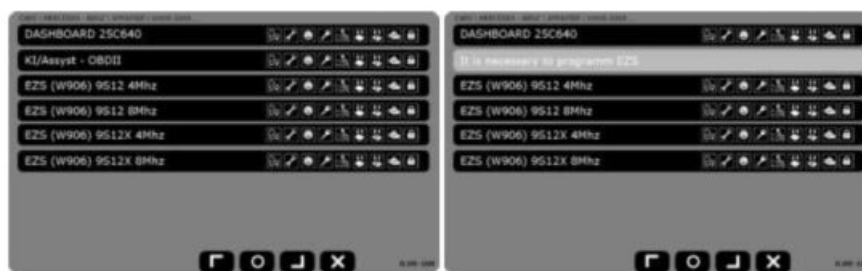 DASHBOARD 25C640
KI/Assyst - OBDII
EZS (W906) 9S12 4Mhz
EZS (W906) 9S12 8Mhz
EZS (W906) 9S12X 4Mhz
EZS (W906) 9S12X 8Mhz
DASHBOARD 25C640
It is necessary to programm EZS
EZS (W906) 9S12 4Mhz
EZS (W906) 9S12 8Mhz
EZS (W906) 9S12X 4Mhz
EZS (W906) 9S12X 8Mhz